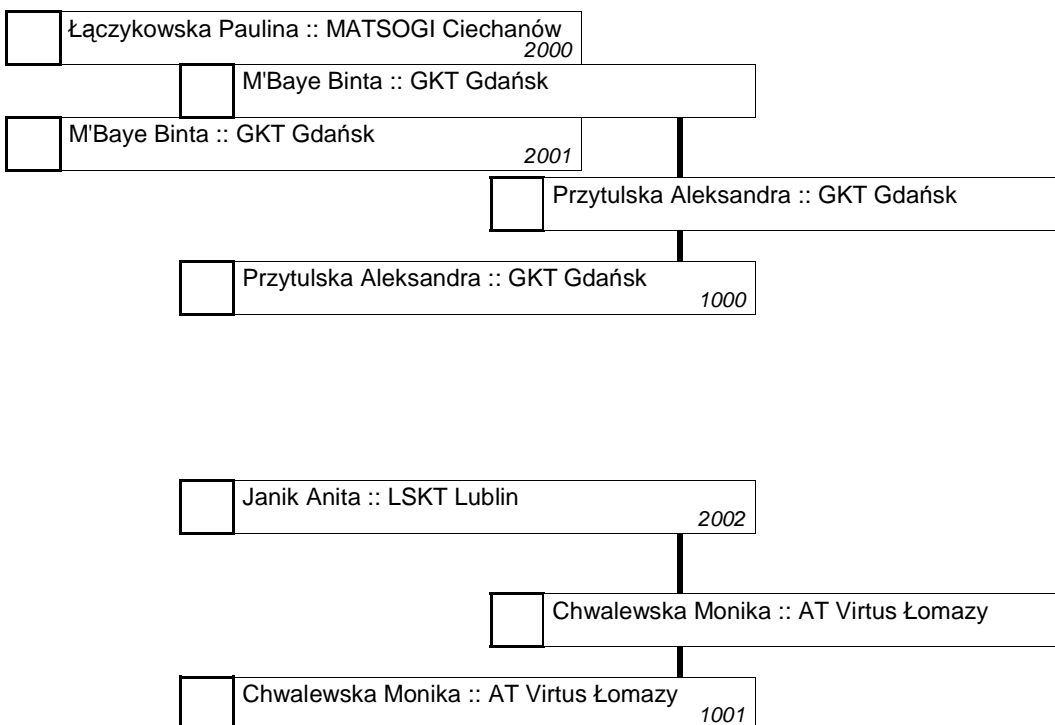 Łączykowska Paulina :: MATSOGI Ciechanów
2000
M'Baye Binta :: GKT Gdańsk
M'Baye Binta :: GKT Gdańsk
2001
Przytulska Aleksandra :: GKT Gdańsk
Przytulska Aleksandra :: GKT Gdańsk
1000
Janik Anita :: LSKT Lublin
2002
Chwalewska Monika :: AT Virtus Łomazy
Chwalewska Monika :: AT Virtus Łomazy
1001